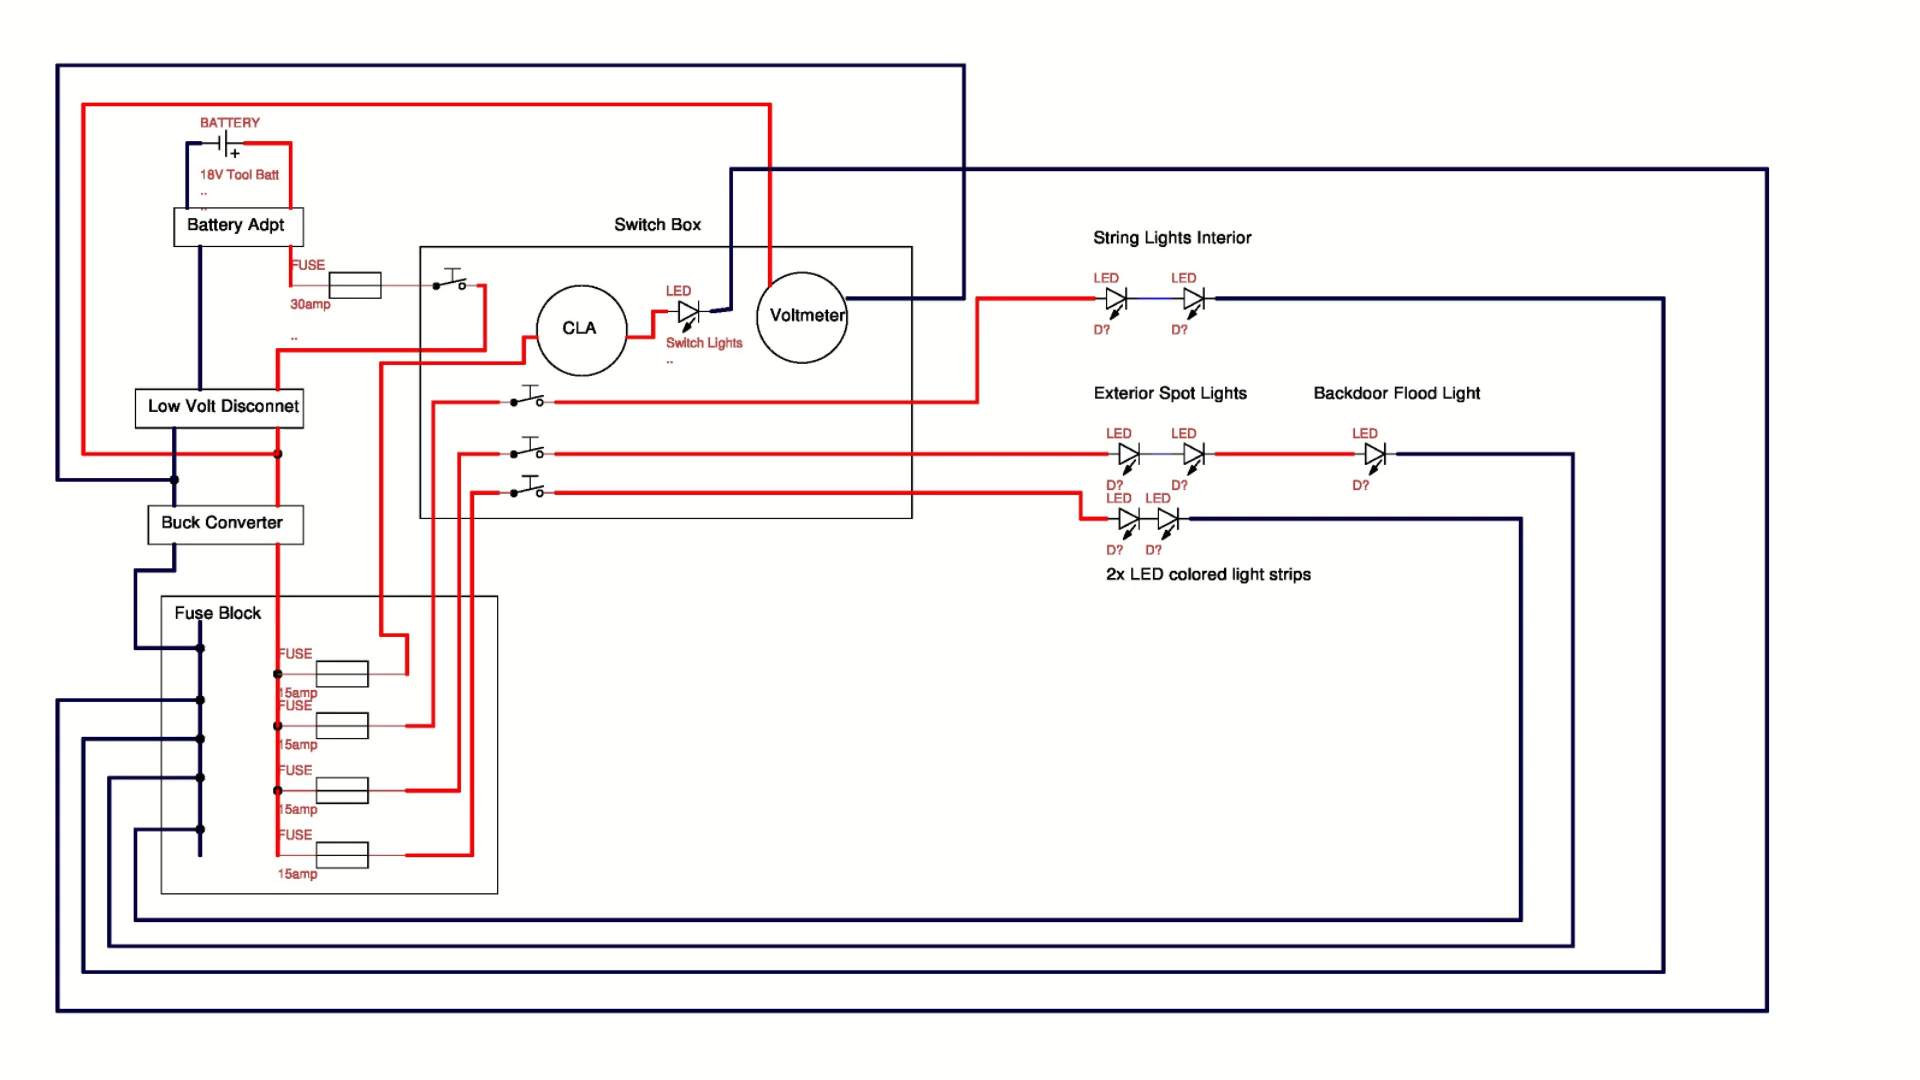 BATTERY
+
18V Tool Batt
..
..
Battery Adpt
Switch Box
String Lights Interior
FUSE
30amp
..
LED
CLA
Switch Lights
..
Voltmeter
LED
LED
D?
D?
Low Volt Disconnet
Exterior Spot Lights
Backdoor Flood Light
LED
LED
LED
D?
D?
D?
LED
LED
D?
D?
2x LED colored light strips
Buck Converter
Fuse Block
FUSE
15amp
FUSE
15amp
FUSE
15amp
FUSE
15amp